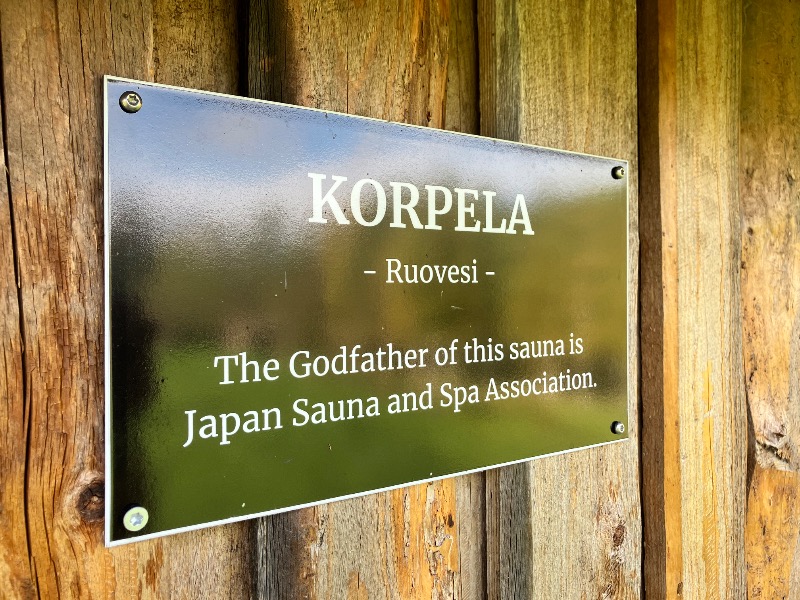 KORPELA
- Ruovesi -
The Godfather of this sauna is
Japan Sauna and Spa Association.